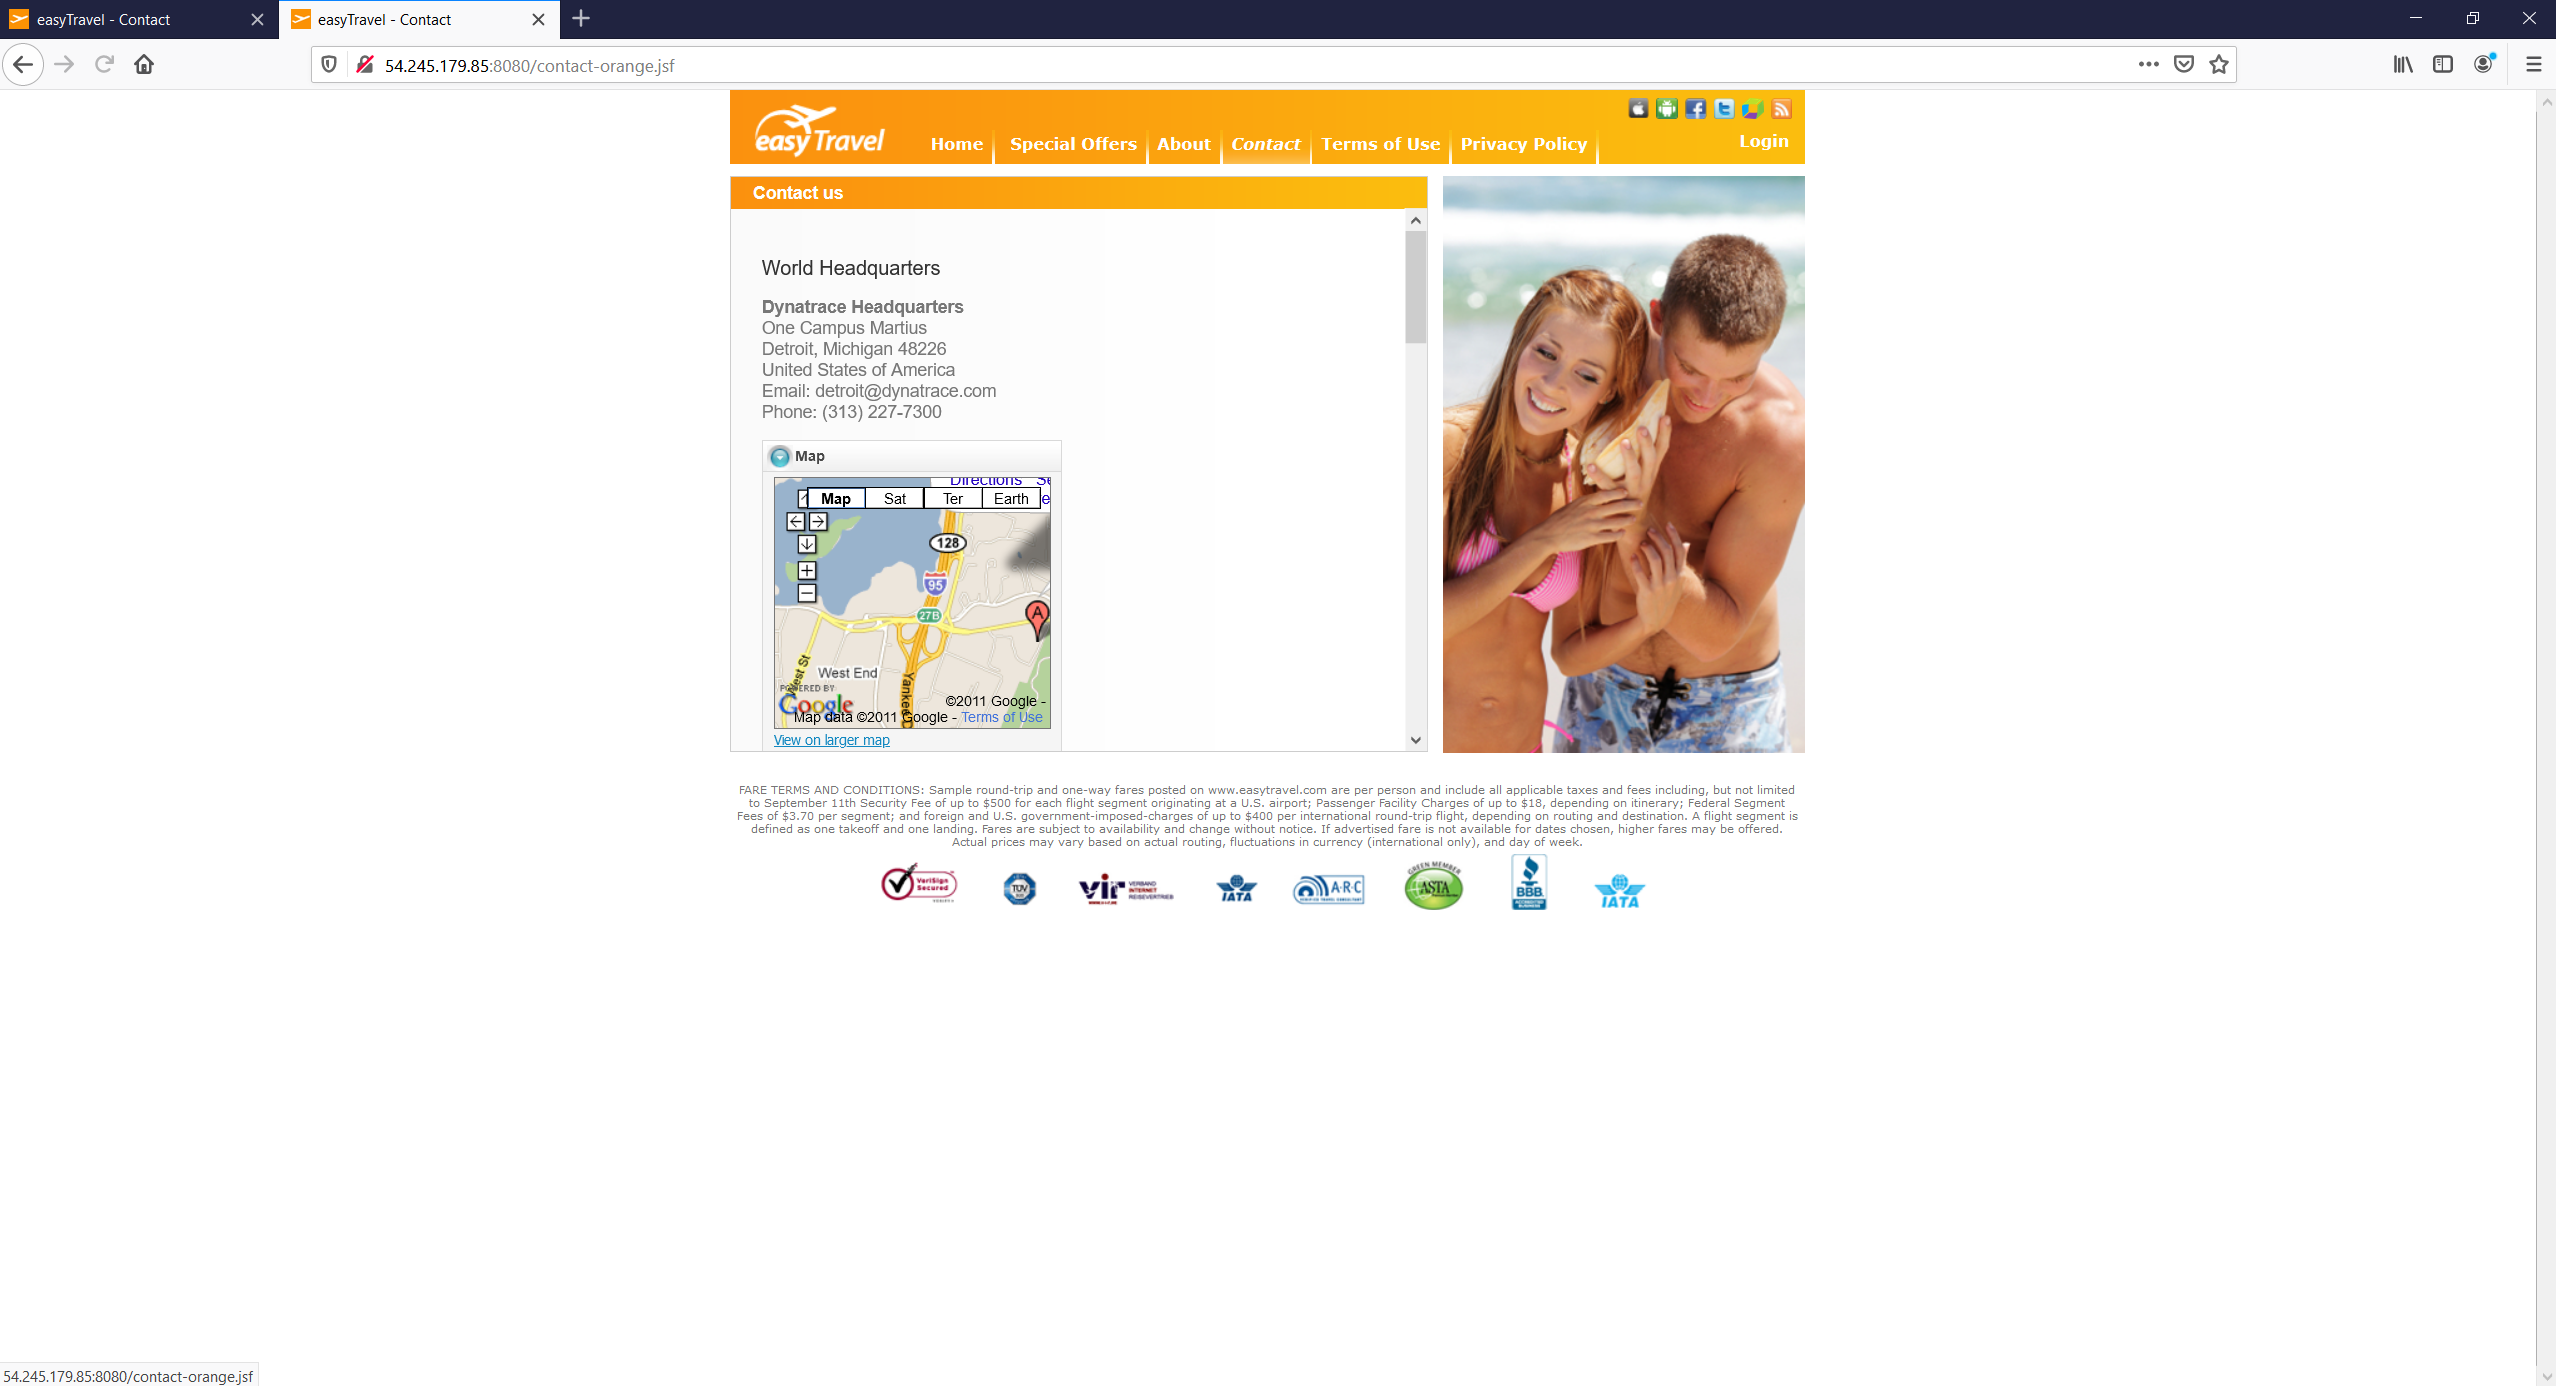 easyTravel - Contact
easyTravel - Contact
54.245.179.85:8080/contact-orange.jsf
easyTravel
Home
Special Offers
About
Contact
Terms of Use
Privacy Policy
Login
Contact us
World Headquarters
Dynatrace Headquarters
One Campus Martius
Detroit, Michigan 48226
United States of America
Email: detroit@dynatrace.com
Phone: (313) 227-7300
Map
Directions
Map Sat Ter Earth
128
95
27B
A
West St
West End
POWERED BY
Google
©2011 Google -
Map data ©2011 Google - Terms of Use
View on larger map
FARE TERMS AND CONDITIONS: Sample round-trip and one-way fares posted on www.easytravel.com are per person and include all applicable taxes and fees including, but not limited
to September 11th Security Fee of up to $500 for each flight segment originating at a U.S. airport; Passenger Facility Charges of up to $18, depending on itinerary; Federal Segment
Fees of $3.70 per segment; and foreign and U.S. government-imposed-charges of up to $400 per international round-trip flight, depending on routing and destination. A flight segment is
defined as one takeoff and one landing. Fares are subject to availability and change without notice. If advertised fare is not available for dates chosen, higher fares may be offered.
Actual prices may vary based on actual routing, fluctuations in currency (international only), and day of week.
VeriSign
Secured
TÜV
vir
VERBAND
INTERNET
REISEVERTRIEB
IATA
A·R·C
GREEN MEMBER
ASTA
BBB
ACCREDITED
BUSINESS
IATA
54.245.179.85:8080/contact-orange.jsf